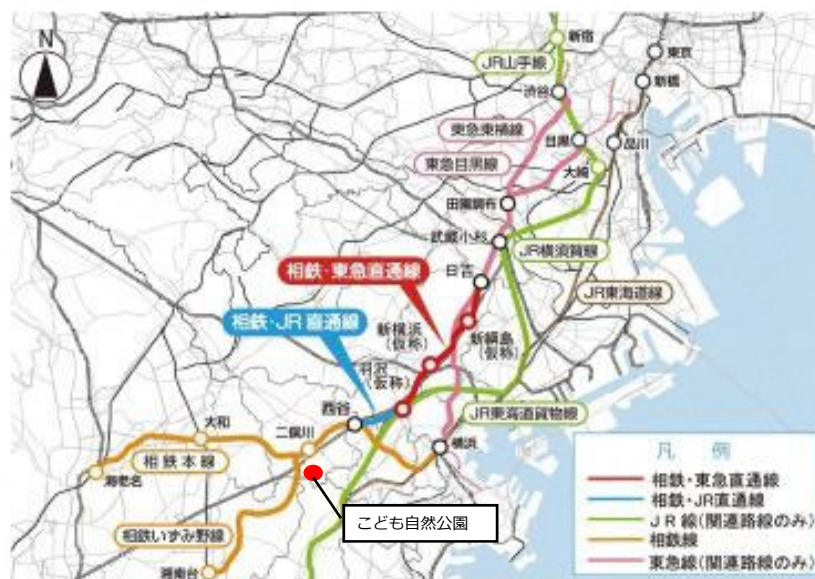 N
新宿
東京
JR山手線
新橋
渋谷
東急東横線
目黒
品川
東急目黒線
大崎
田園調布
武蔵小杉
JR横須賀線
相鉄・東急直通線
日吉
JR東海道線
相鉄・JR直通線
新横浜
(仮称)
新綱島
(仮称)
羽沢
(仮称)
西谷
JR東海道貨物線
大和
二俣川
横浜
相鉄本線
海老名
こども自然公園
相鉄いずみ野線
湘南台
凡例
相鉄・東急直通線
相鉄・JR直通線
JR線(関連路線のみ)
相鉄線
東急線(関連路線のみ)